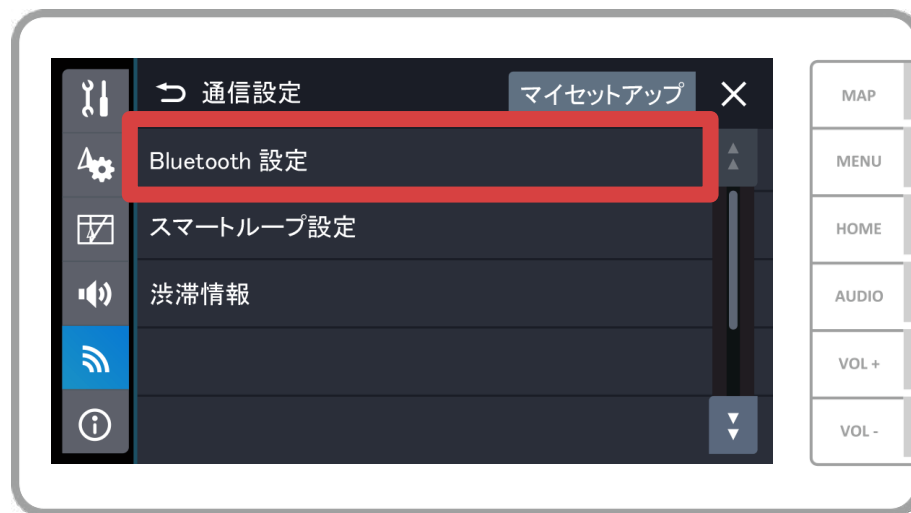 通信設定
マイセットアップ
Bluetooth 設定
スマートループ設定
渋滞情報
MAP
MENU
HOME
AUDIO
VOL +
VOL -